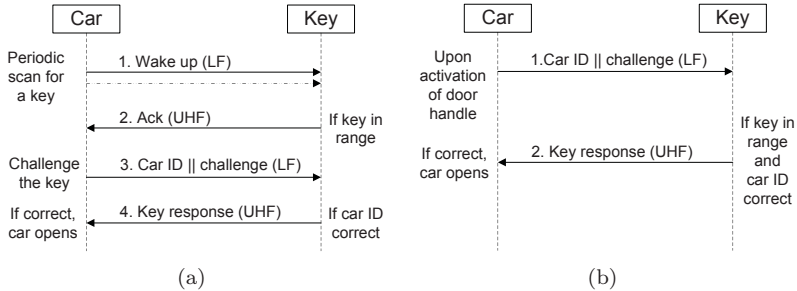 Car
Key
Periodic
scan for
a key
1. Wake up (LF)
2. Ack (UHF)
If key in
range
Challenge
the key
3. Car ID || challenge (LF)
If correct,
car opens
4. Key response (UHF)
If car ID
correct
(a)
Car
Key
Upon
activation
of door
handle
1.Car ID || challenge (LF)
If correct,
car opens
2. Key response (UHF)
If key in
range
and
car ID
correct
(b)